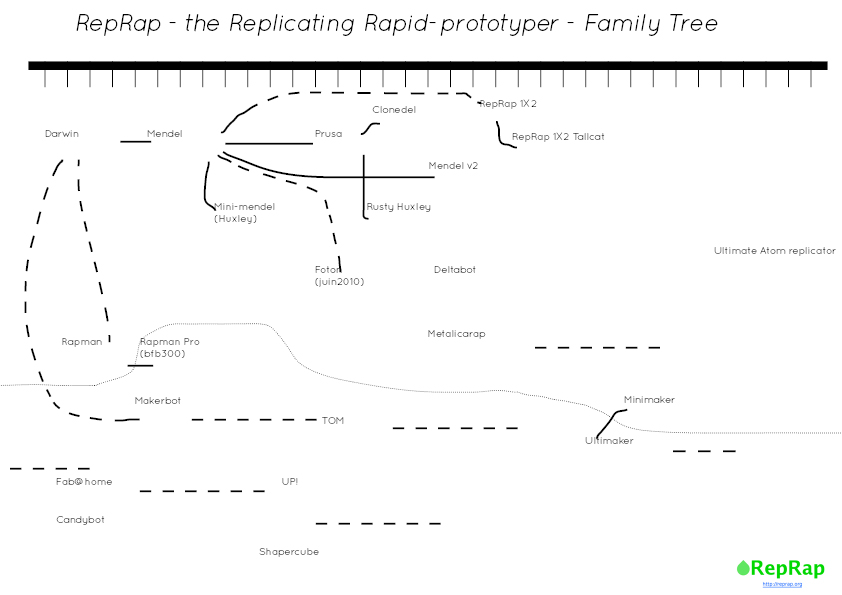 RepRap - the Replicating Rapid-prototyper - Family Tree
RepRap 1X2
Clonedel
Darwin
Mendel
Prusa
RepRap 1X2 Tallcat
Mendel v2
Mini-mendel
(Huxley)
Rusty Huxley
Ultimate Atom replicator
Foton
(juin2010)
Deltabot
Metalicarap
Rapman
Rapman Pro
(bfb300)
Makerbot
Minimaker
TOM
Ultimaker
Fab@home
UP!
Candybot
Shapercube
RepRap
http://reprap.org